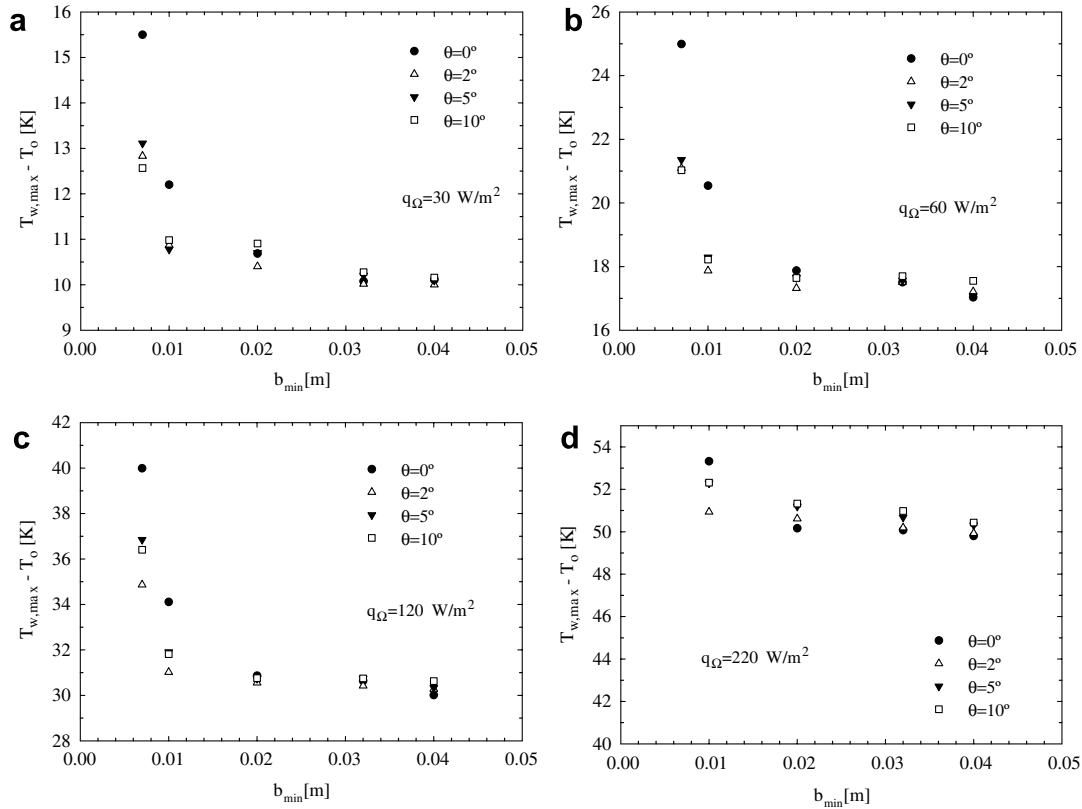 a
16
15
14
13
12
11
10
9
0.00 0.01 0.02 0.03 0.04 0.05
T_w,max - T_o [K]
b_min[m]
θ=0º
θ=2º
θ=5º
θ=10º
q_Ω=30 W/m²
b
26
24
22
20
18
16
0.00 0.01 0.02 0.03 0.04 0.05
T_w,max - T_o [K]
b_min[m]
θ=0º
θ=2º
θ=5º
θ=10º
q_Ω=60 W/m²
c
42
40
38
36
34
32
30
28
0.00 0.01 0.02 0.03 0.04 0.05
T_w,max - T_o [K]
b_min[m]
θ=0º
θ=2º
θ=5º
θ=10º
q_Ω=120 W/m²
d
54
52
50
48
46
44
42
40
0.00 0.01 0.02 0.03 0.04 0.05
T_w,max - T_o [K]
b_min[m]
q_Ω=220 W/m²
θ=0º
θ=2º
θ=5º
θ=10º